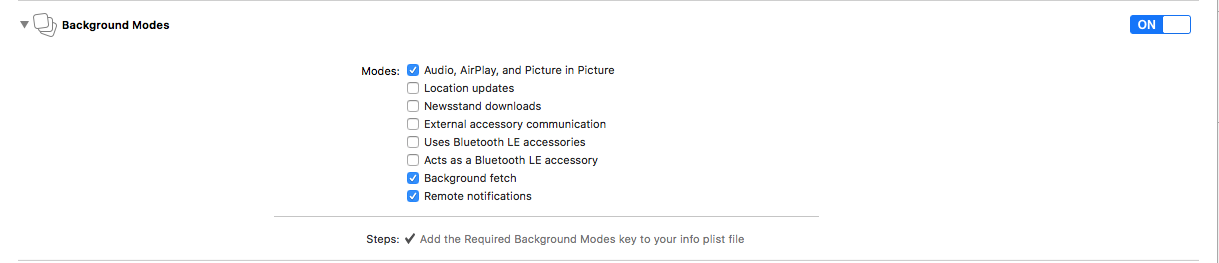 Background Modes
ON
Modes: Audio, AirPlay, and Picture in Picture
Location updates
Newsstand downloads
External accessory communication
Uses Bluetooth LE accessories
Acts as a Bluetooth LE accessory
Background fetch
Remote notifications
Steps: ✔ Add the Required Background Modes key to your info plist file